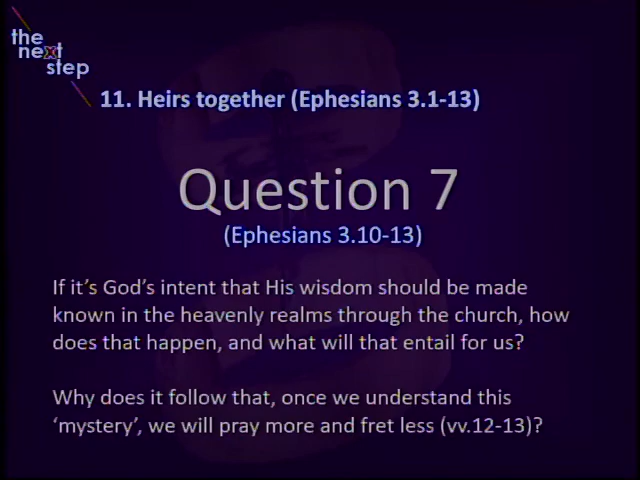 the
next
step
11. Heirs together (Ephesians 3.1-13)
Question 7
(Ephesians 3.10-13)
If it's God's intent that His wisdom should be made
known in the heavenly realms through the church, how
does that happen, and what will that entail for us?
Why does it follow that, once we understand this
'mystery', we will pray more and fret less (vv.12-13)?